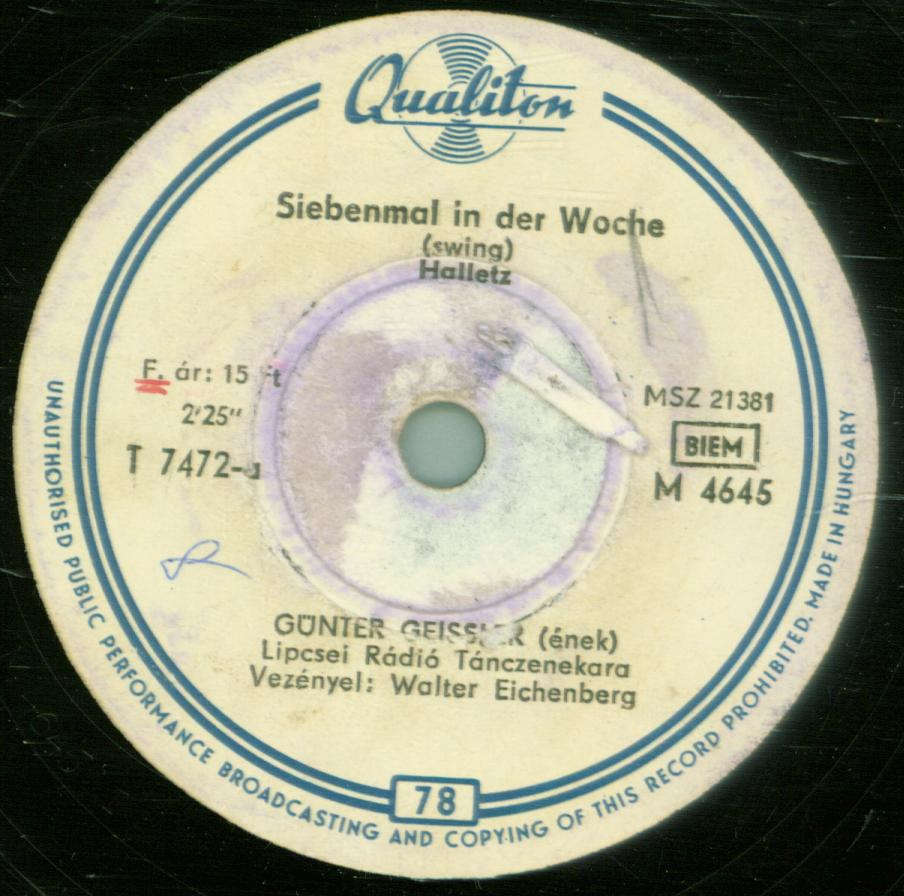 Qualiton
Siebenmal in der Woche
(swing)
Halletz
F. ár: 15 Ft
2'25"
T 7472-a
MSZ 21381
BIEM
M 4645
GÜNTER GEISSLER (ének)
Lipcsei Rádió Tánczenekara
Vezényel: Walter Eichenberg
78
UNAUTHORISED PUBLIC PERFORMANCE BROADCASTING AND COPYING OF THIS RECORD PROHIBITED. MADE IN HUNGARY